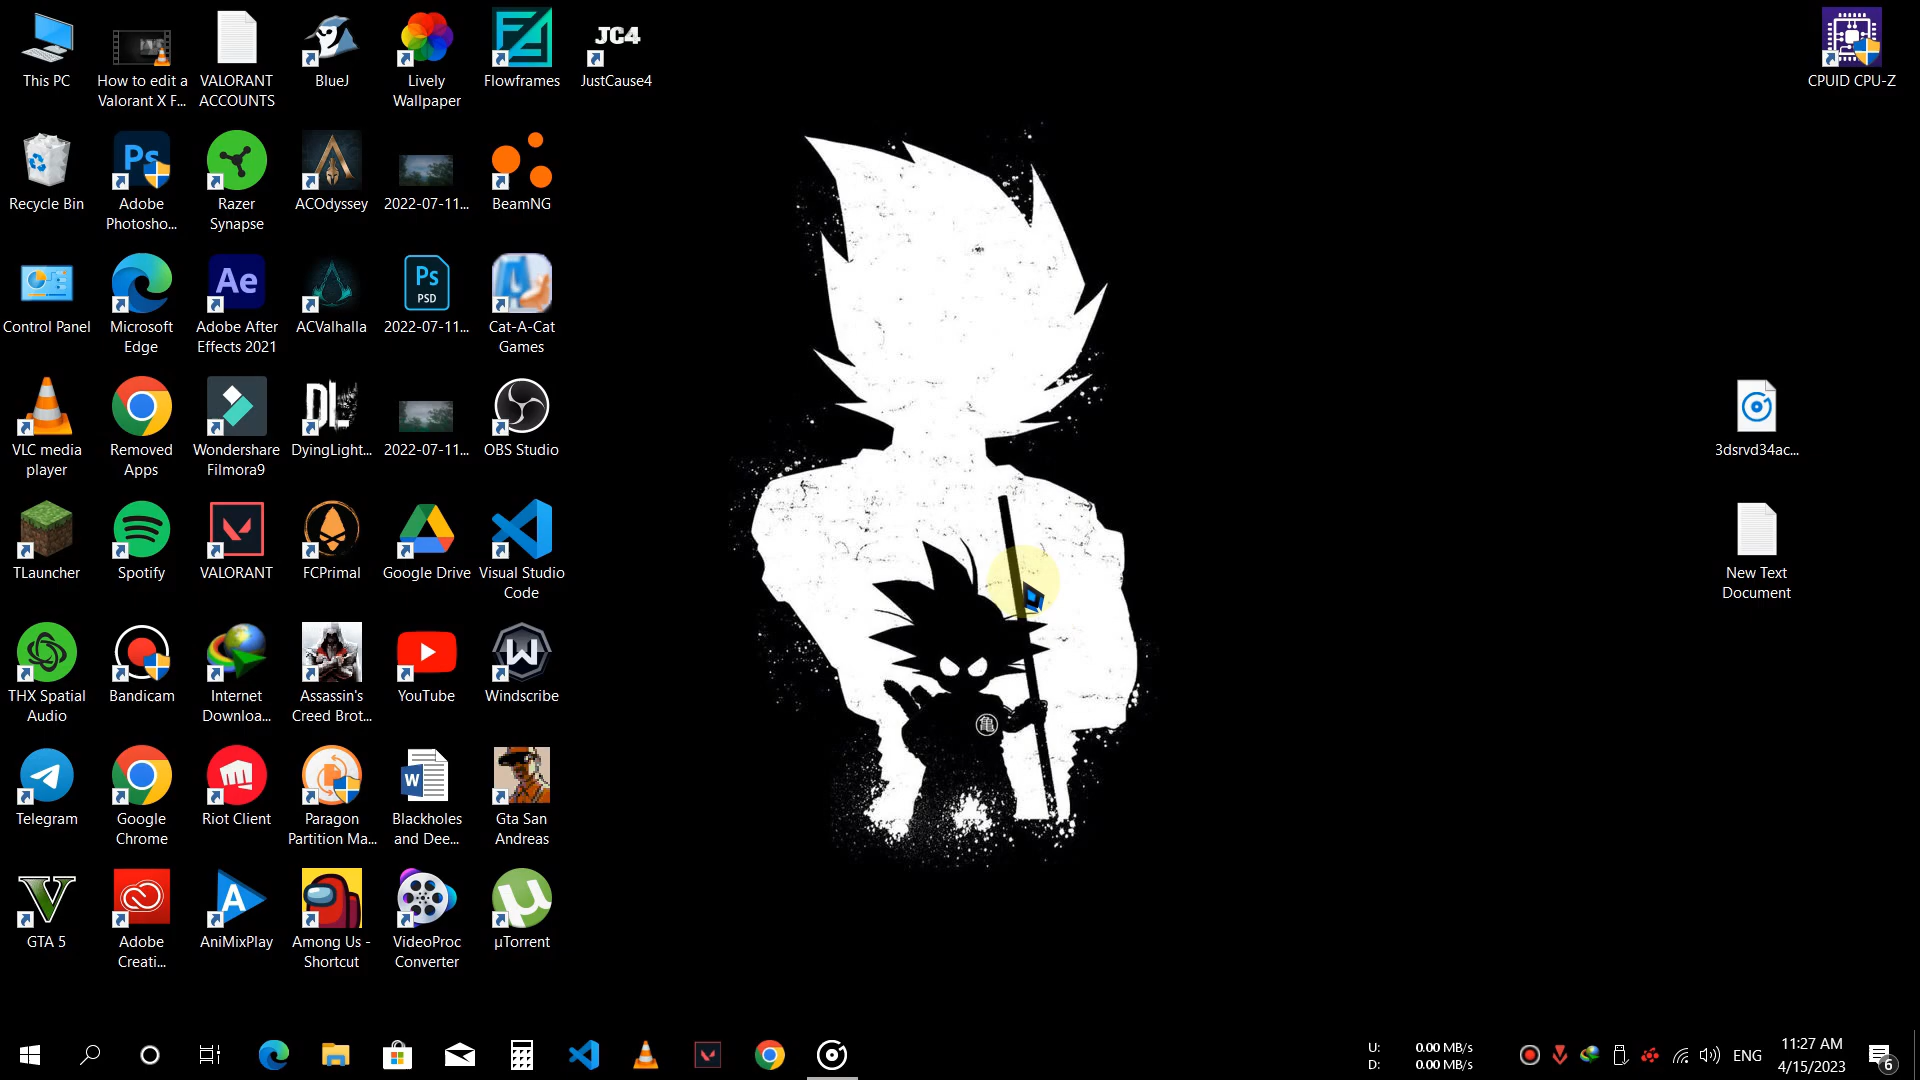 This PC
How to edit a
Valorant X F...
VALORANT
ACCOUNTS
BlueJ
Lively
Wallpaper
Flowframes
JC4
JustCause4
CPUID CPU-Z
Recycle Bin
Ps
Adobe
Photosho...
Razer
Synapse
ACOdyssey
2022-07-11...
BeamNG
Control Panel
Microsoft
Edge
Ae
Adobe After
Effects 2021
ACValhalla
Ps
PSD
2022-07-11...
Cat-A-Cat
Games
VLC media
player
Removed
Apps
Wondershare
Filmora9
DL
DyingLight...
2022-07-11...
OBS Studio
3dsrvd34ac...
TLauncher
Spotify
VALORANT
FCPrimal
Google Drive
Visual Studio
Code
New Text
Document
THX Spatial
Audio
Bandicam
Internet
Downloa...
Assassin's
Creed Brot...
YouTube
W
Windscribe
亀
Telegram
Google
Chrome
Riot Client
Paragon
Partition Ma...
W
Blackholes
and Dee...
Gta San
Andreas
V
GTA 5
Adobe
Creati...
A
AniMixPlay
Among Us -
Shortcut
VideoProc
Converter
µ
µTorrent
U: 0.00 MB/s
D: 0.00 MB/s
ENG
11:27 AM
4/15/2023
6